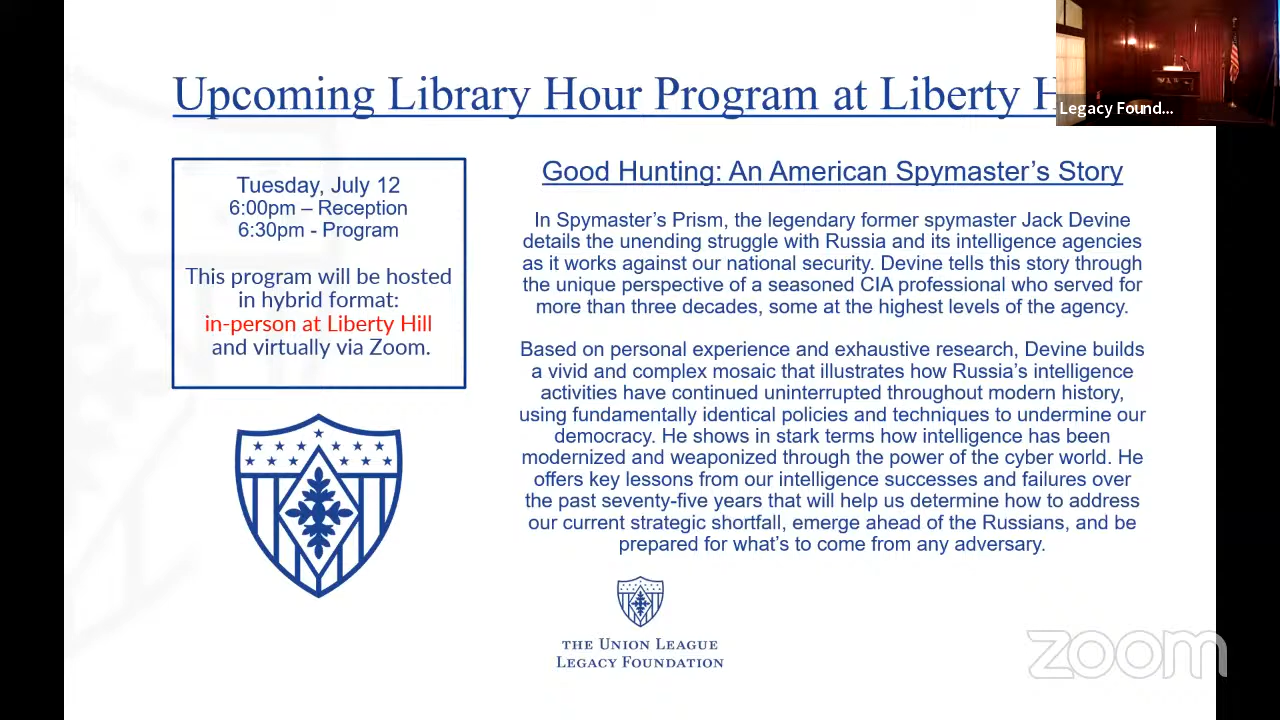 Upcoming Library Hour Program at Liberty H
Legacy Found...
Tuesday, July 12
6:00pm – Reception
6:30pm - Program
This program will be hosted
in hybrid format:
in-person at Liberty Hill
and virtually via Zoom.
Good Hunting: An American Spymaster's Story
In Spymaster's Prism, the legendary former spymaster Jack Devine
details the unending struggle with Russia and its intelligence agencies
as it works against our national security. Devine tells this story through
the unique perspective of a seasoned CIA professional who served for
more than three decades, some at the highest levels of the agency.
Based on personal experience and exhaustive research, Devine builds
a vivid and complex mosaic that illustrates how Russia's intelligence
activities have continued uninterrupted throughout modern history,
using fundamentally identical policies and techniques to undermine our
democracy. He shows in stark terms how intelligence has been
modernized and weaponized through the power of the cyber world. He
offers key lessons from our intelligence successes and failures over
the past seventy-five years that will help us determine how to address
our current strategic shortfall, emerge ahead of the Russians, and be
prepared for what's to come from any adversary.
THE UNION LEAGUE
LEGACY FOUNDATION
zoom